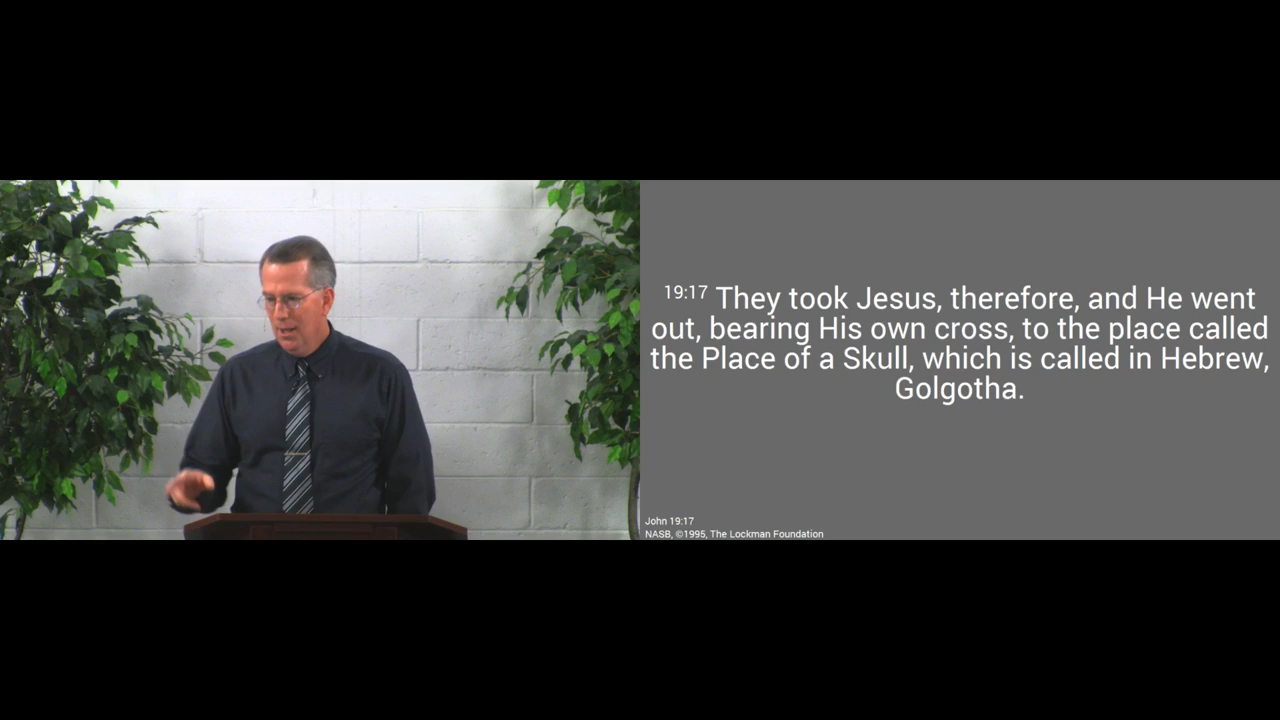 19:17 They took Jesus, therefore, and He went
out, bearing His own cross, to the place called
the Place of a Skull, which is called in Hebrew,
Golgotha.
John 19:17
NASB, ©1995, The Lockman Foundation